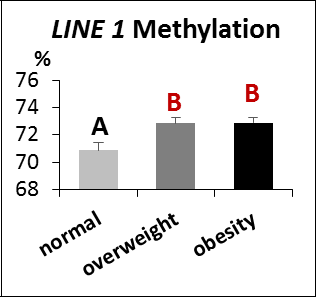 LINE 1 Methylation
%
76
74
72
70
68
A
B
B
normal
overweight
obesity